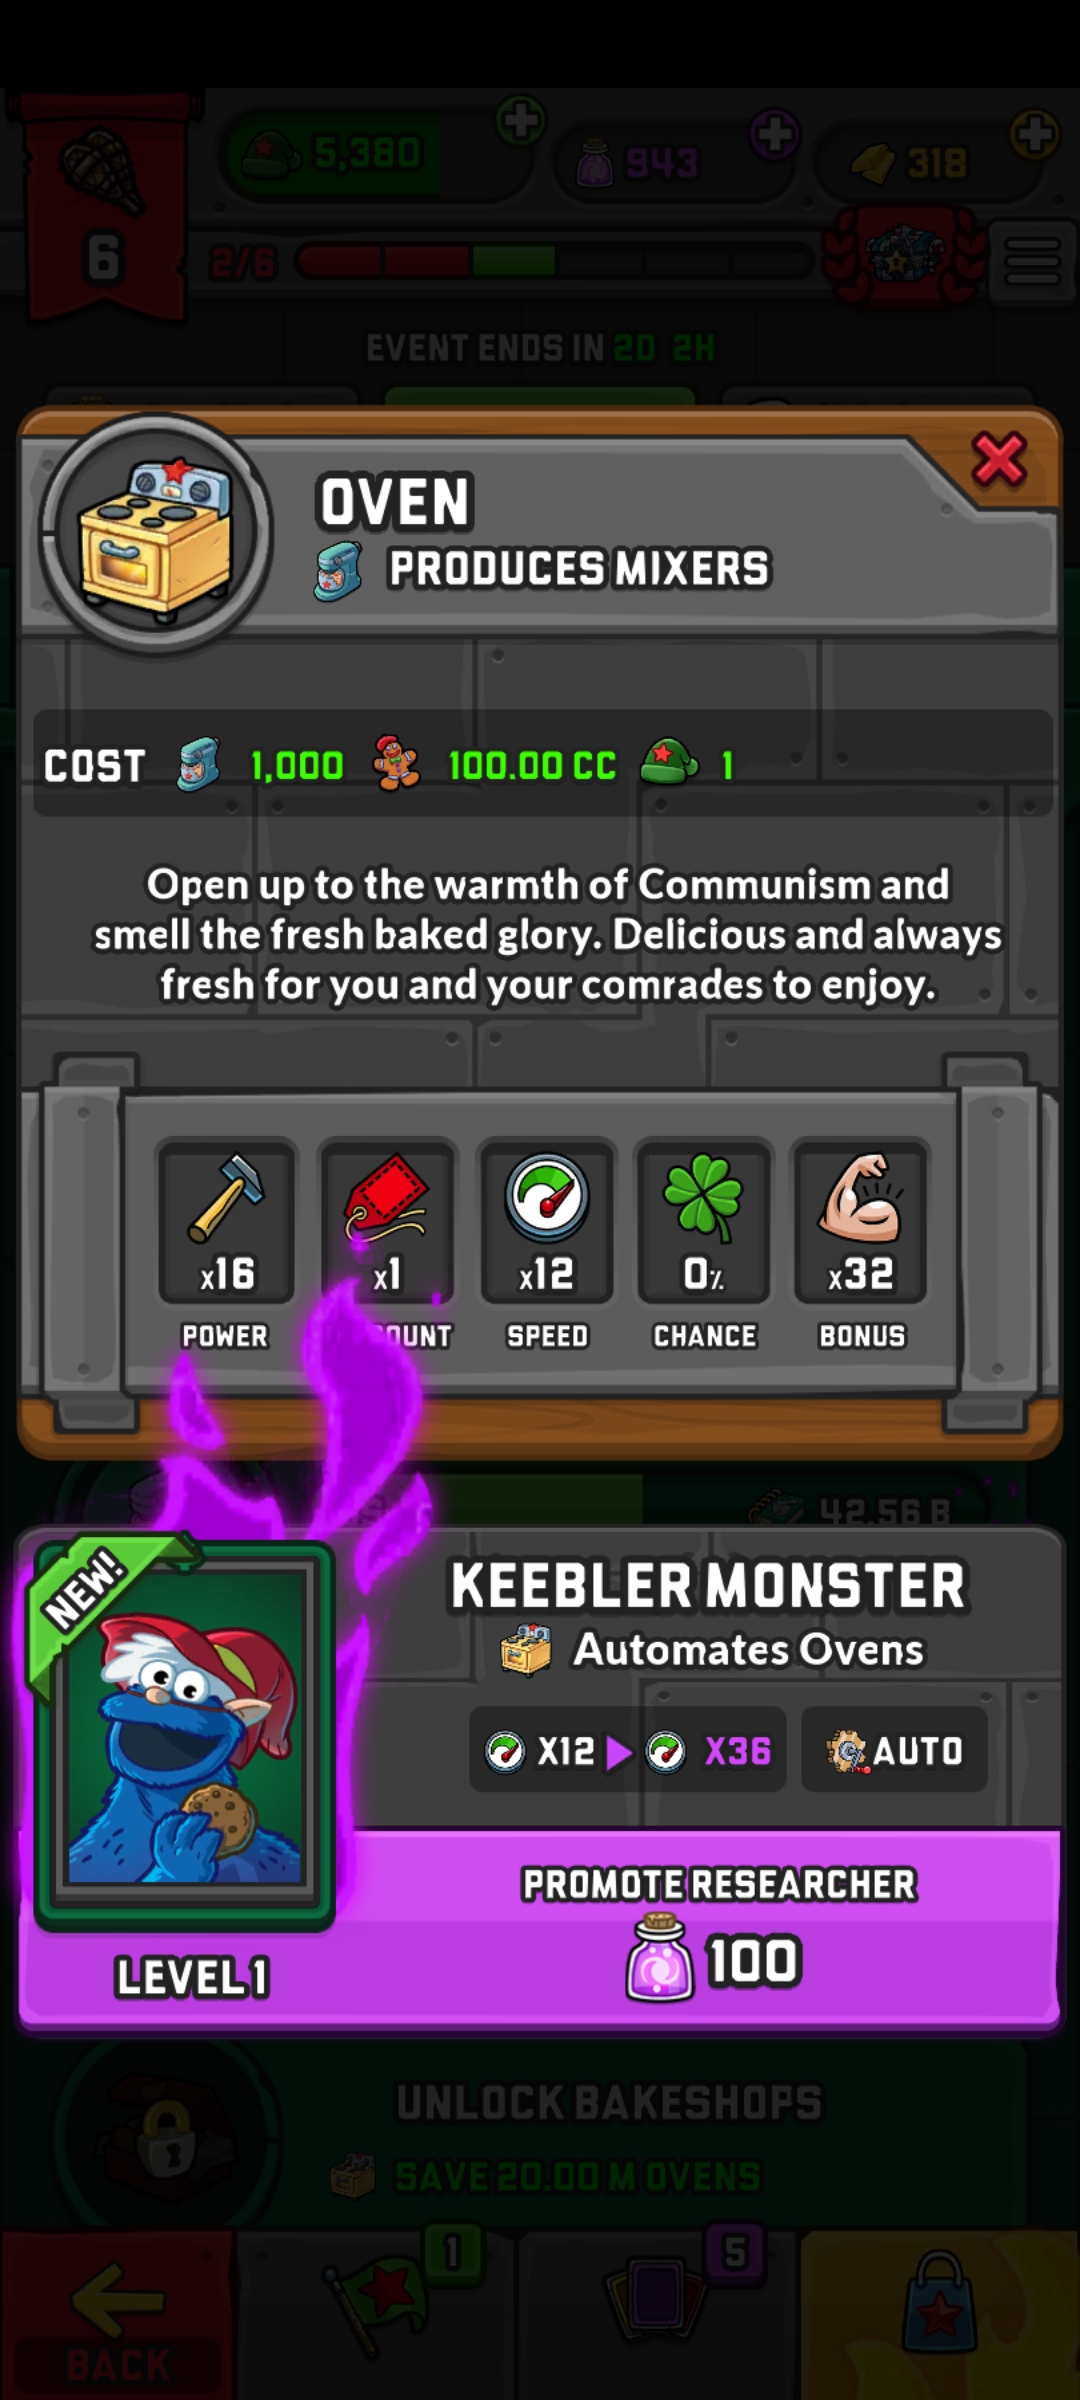 5,380
943
318
6
2/6
EVENT ENDS IN 2D 2H
OVEN
PRODUCES MIXERS
COST 1,000 100.00 CC 1
Open up to the warmth of Communism and
smell the fresh baked glory. Delicious and always
fresh for you and your comrades to enjoy.
x16 x1 x12 0% x32
POWER OUNT SPEED CHANCE BONUS
42.56 B
NEW!
KEEBLER MONSTER
Automates Ovens
X12 X36 AUTO
PROMOTE RESEARCHER
100
LEVEL 1
UNLOCK BAKESHOPS
SAVE 20.00 M OVENS
1
5
BACK